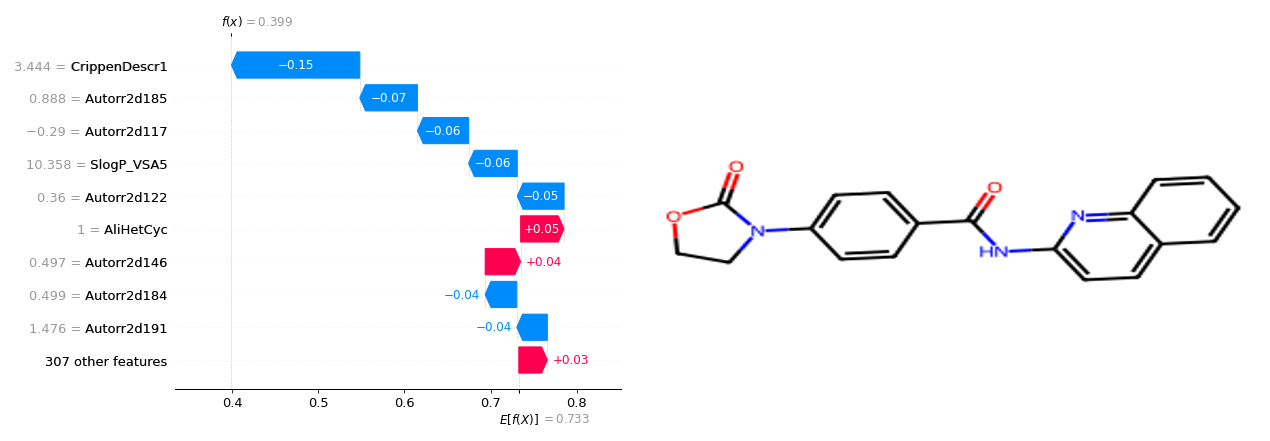 f(x) = 0.399
3.444 = CrippenDescr1 −0.15
0.888 = Autorr2d185 −0.07
−0.29 = Autorr2d117 −0.06
10.358 = SlogP_VSA5 −0.06
0.36 = Autorr2d122 −0.05
1 = AliHetCyc +0.05
0.497 = Autorr2d146 +0.04
0.499 = Autorr2d184 −0.04
1.476 = Autorr2d191 −0.04
307 other features +0.03
0.4 0.5 0.6 0.7 0.8
E[f(X)] = 0.733
O
O
N
O
HN
N